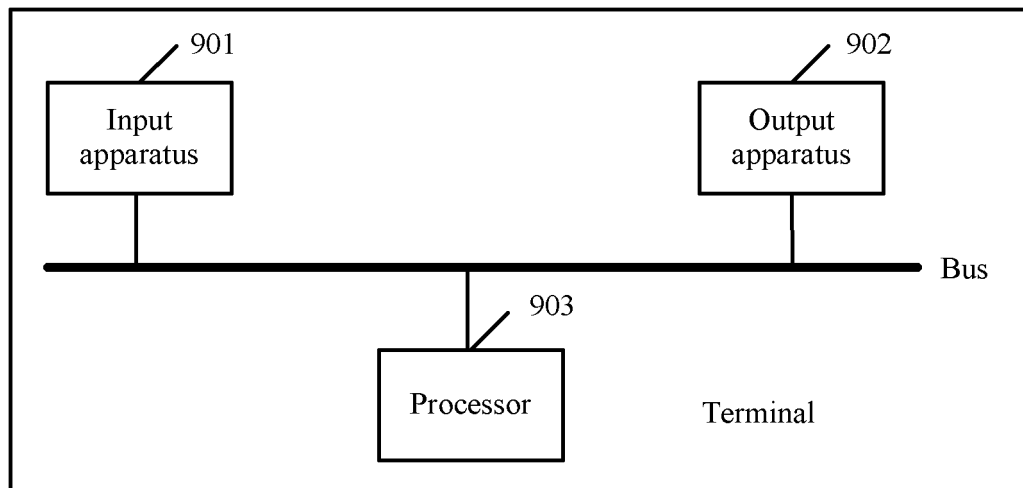 901
902
Input
apparatus
Output
apparatus
Bus
903
Processor
Terminal